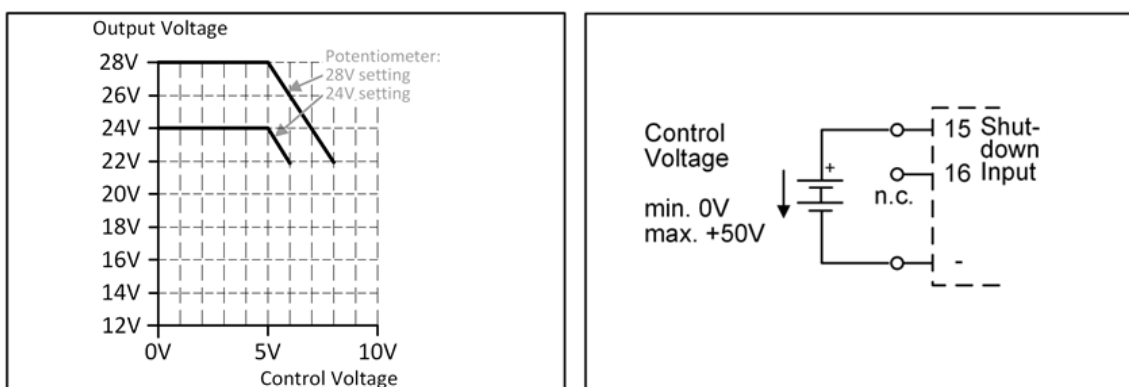 Output Voltage
Potentiometer:
28V setting
24V setting
28V
26V
24V
22V
20V
18V
16V
14V
12V
0V 5V 10V
Control Voltage
Control
Voltage
min. 0V
max. +50V
+
n.c.
15 Shut-
down
16 Input
-